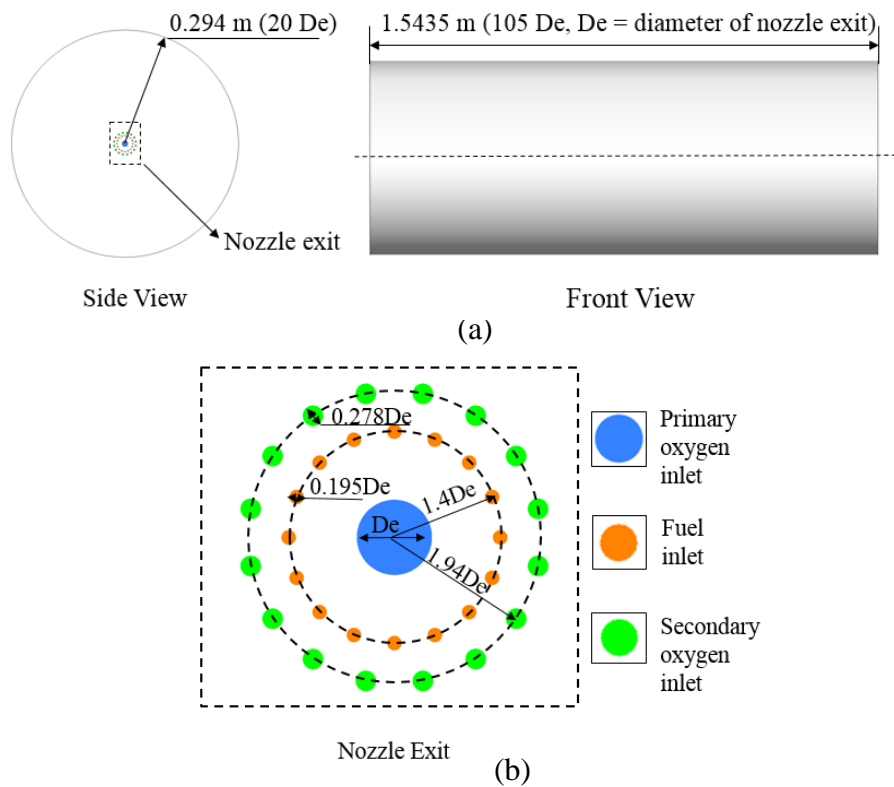 0.294 m (20 De)
1.5435 m (105 De, De = diameter of nozzle exit)
Nozzle exit
Side View
Front View
(a)
0.278De
0.195De
De
1.4De
1.94De
Primary
oxygen
inlet
Fuel
inlet
Secondary
oxygen
inlet
Nozzle Exit
(b)